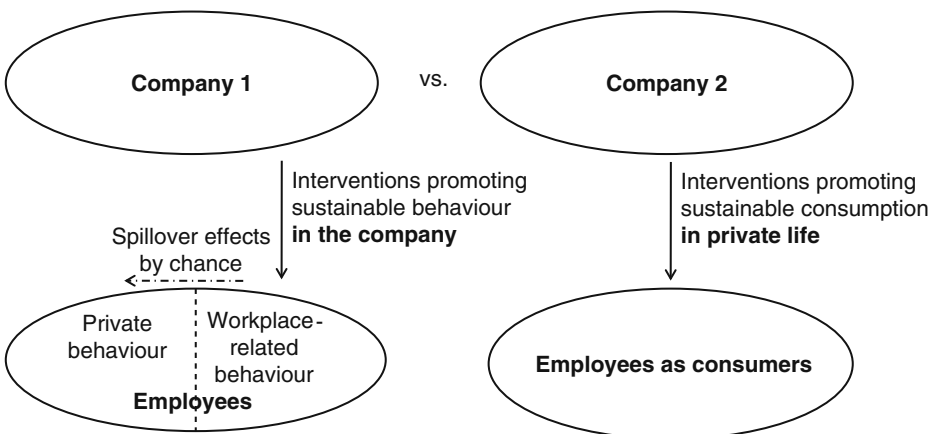 Company 1
vs.
Company 2
Interventions promoting
sustainable behaviour
in the company
Interventions promoting
sustainable consumption
in private life
Spillover effects
by chance
Private
behaviour
Workplace-
related
behaviour
Employees
Employees as consumers